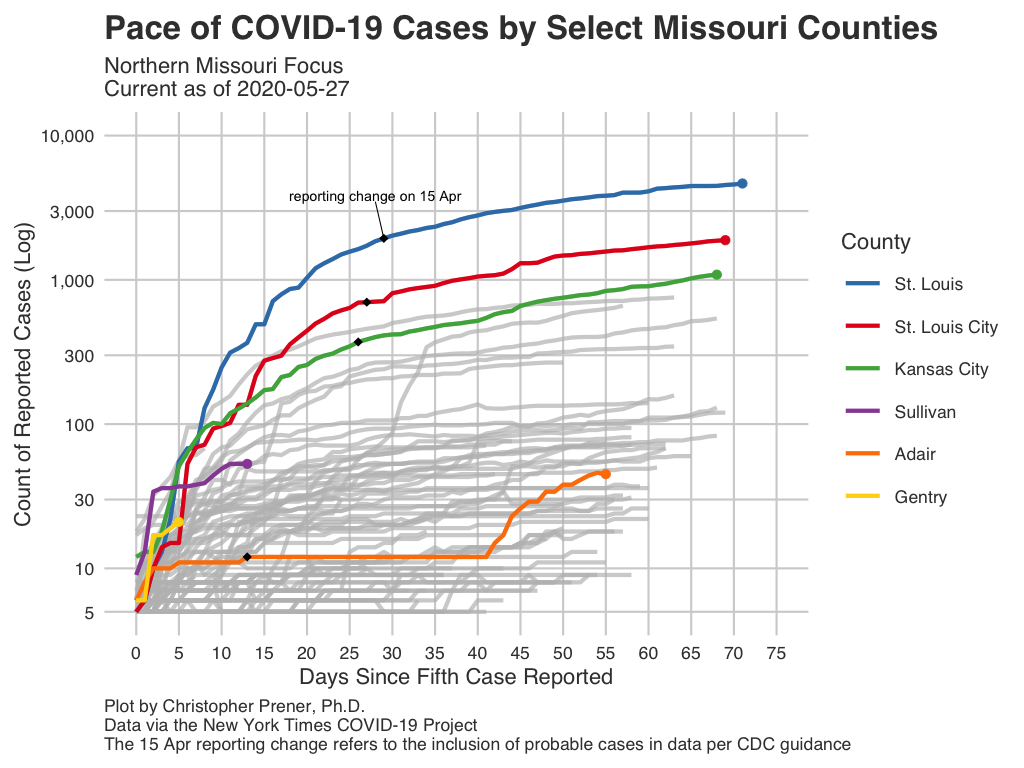 Pace of COVID-19 Cases by Select Missouri Counties
Northern Missouri Focus
Current as of 2020-05-27
Count of Reported Cases (Log)
10,000
3,000
1,000
300
100
30
10
5
reporting change on 15 Apr
0 5 10 15 20 25 30 35 40 45 50 55 60 65 70 75
Days Since Fifth Case Reported
County
St. Louis
St. Louis City
Kansas City
Sullivan
Adair
Gentry
Plot by Christopher Prener, Ph.D.
Data via the New York Times COVID-19 Project
The 15 Apr reporting change refers to the inclusion of probable cases in data per CDC guidance